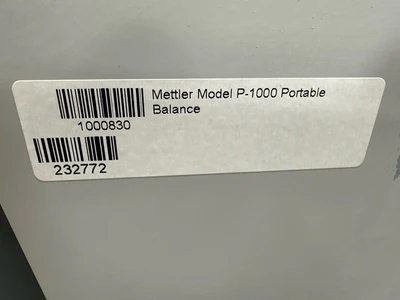 Mettler Model P-1000 Portable
Balance
1000830
232772